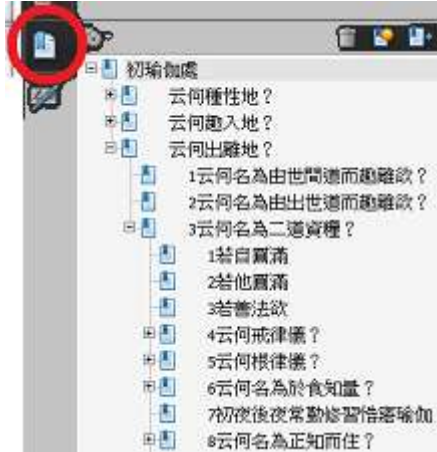 初瑜伽處
云何種性地？
云何趣入地？
云何出離地？
1云何名為由世間道而趣離欲？
2云何名為由出世道而趣離欲？
3云何名為二道資糧？
1若自圓滿
2若他圓滿
3若善法欲
4云何戒律儀？
5云何根律儀？
6云何名為於食知量？
7初夜後夜常勤修習悎寤瑜伽
8云何名為正知而住？